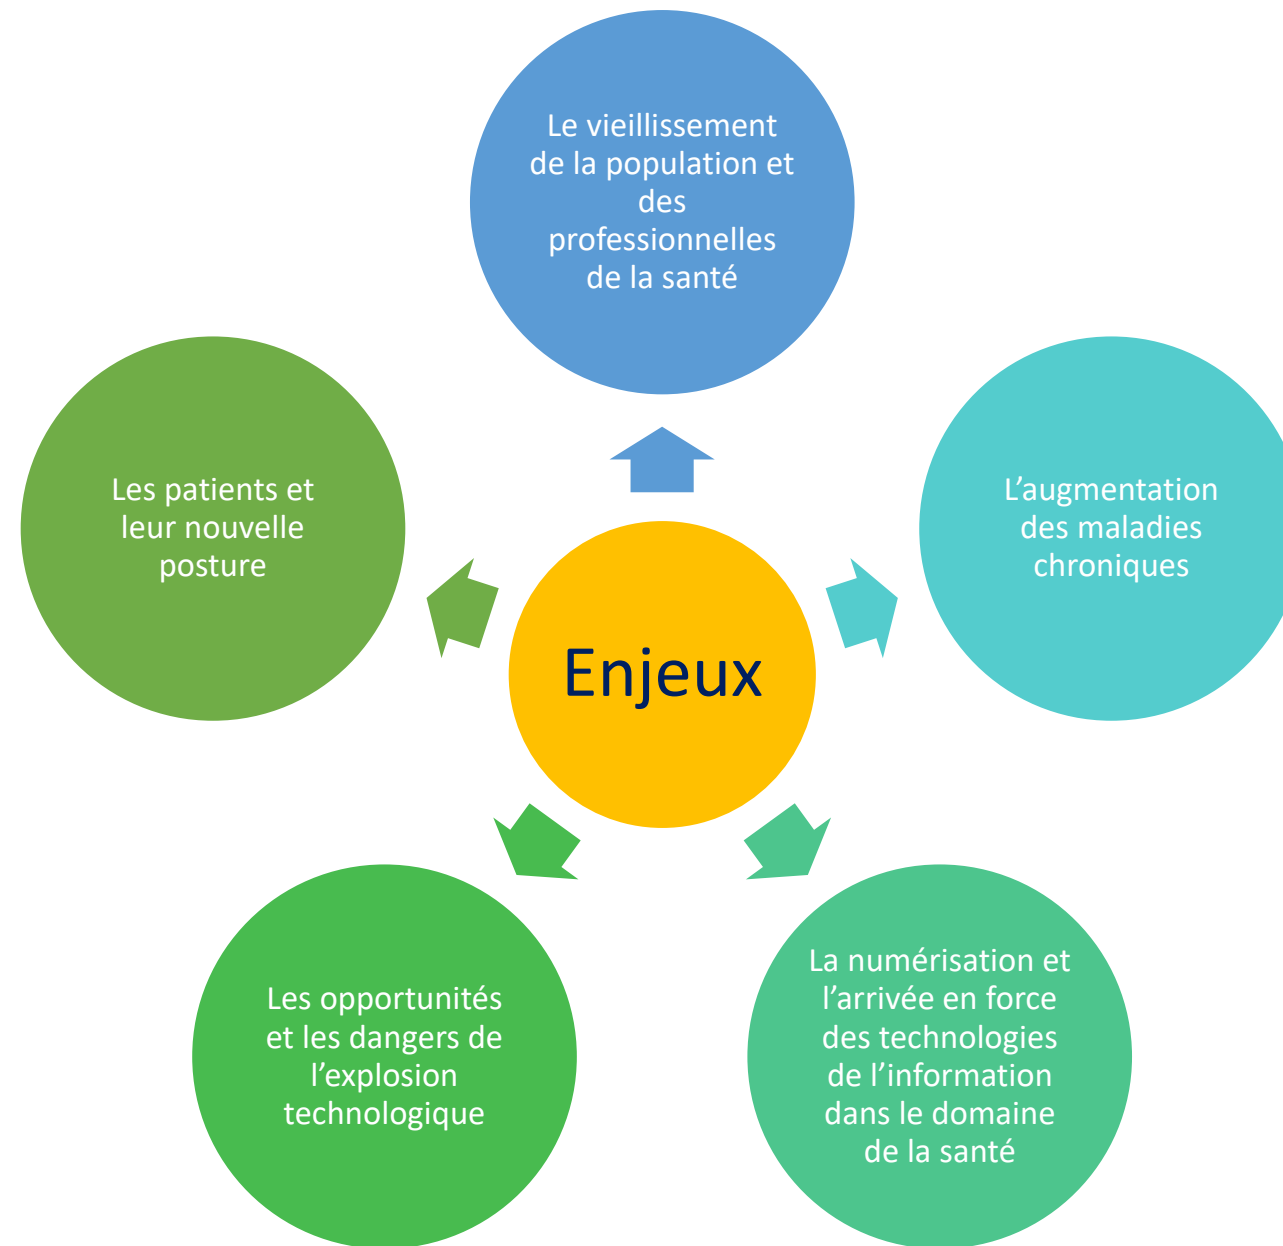 Le vieillissement
de la population et
des
professionnelles
de la santé
Les patients et
leur nouvelle
posture
L’augmentation
des maladies
chroniques
Enjeux
Les opportunités
et les dangers de
l’explosion
technologique
La numérisation et
l’arrivée en force
des technologies
de l’information
dans le domaine
de la santé